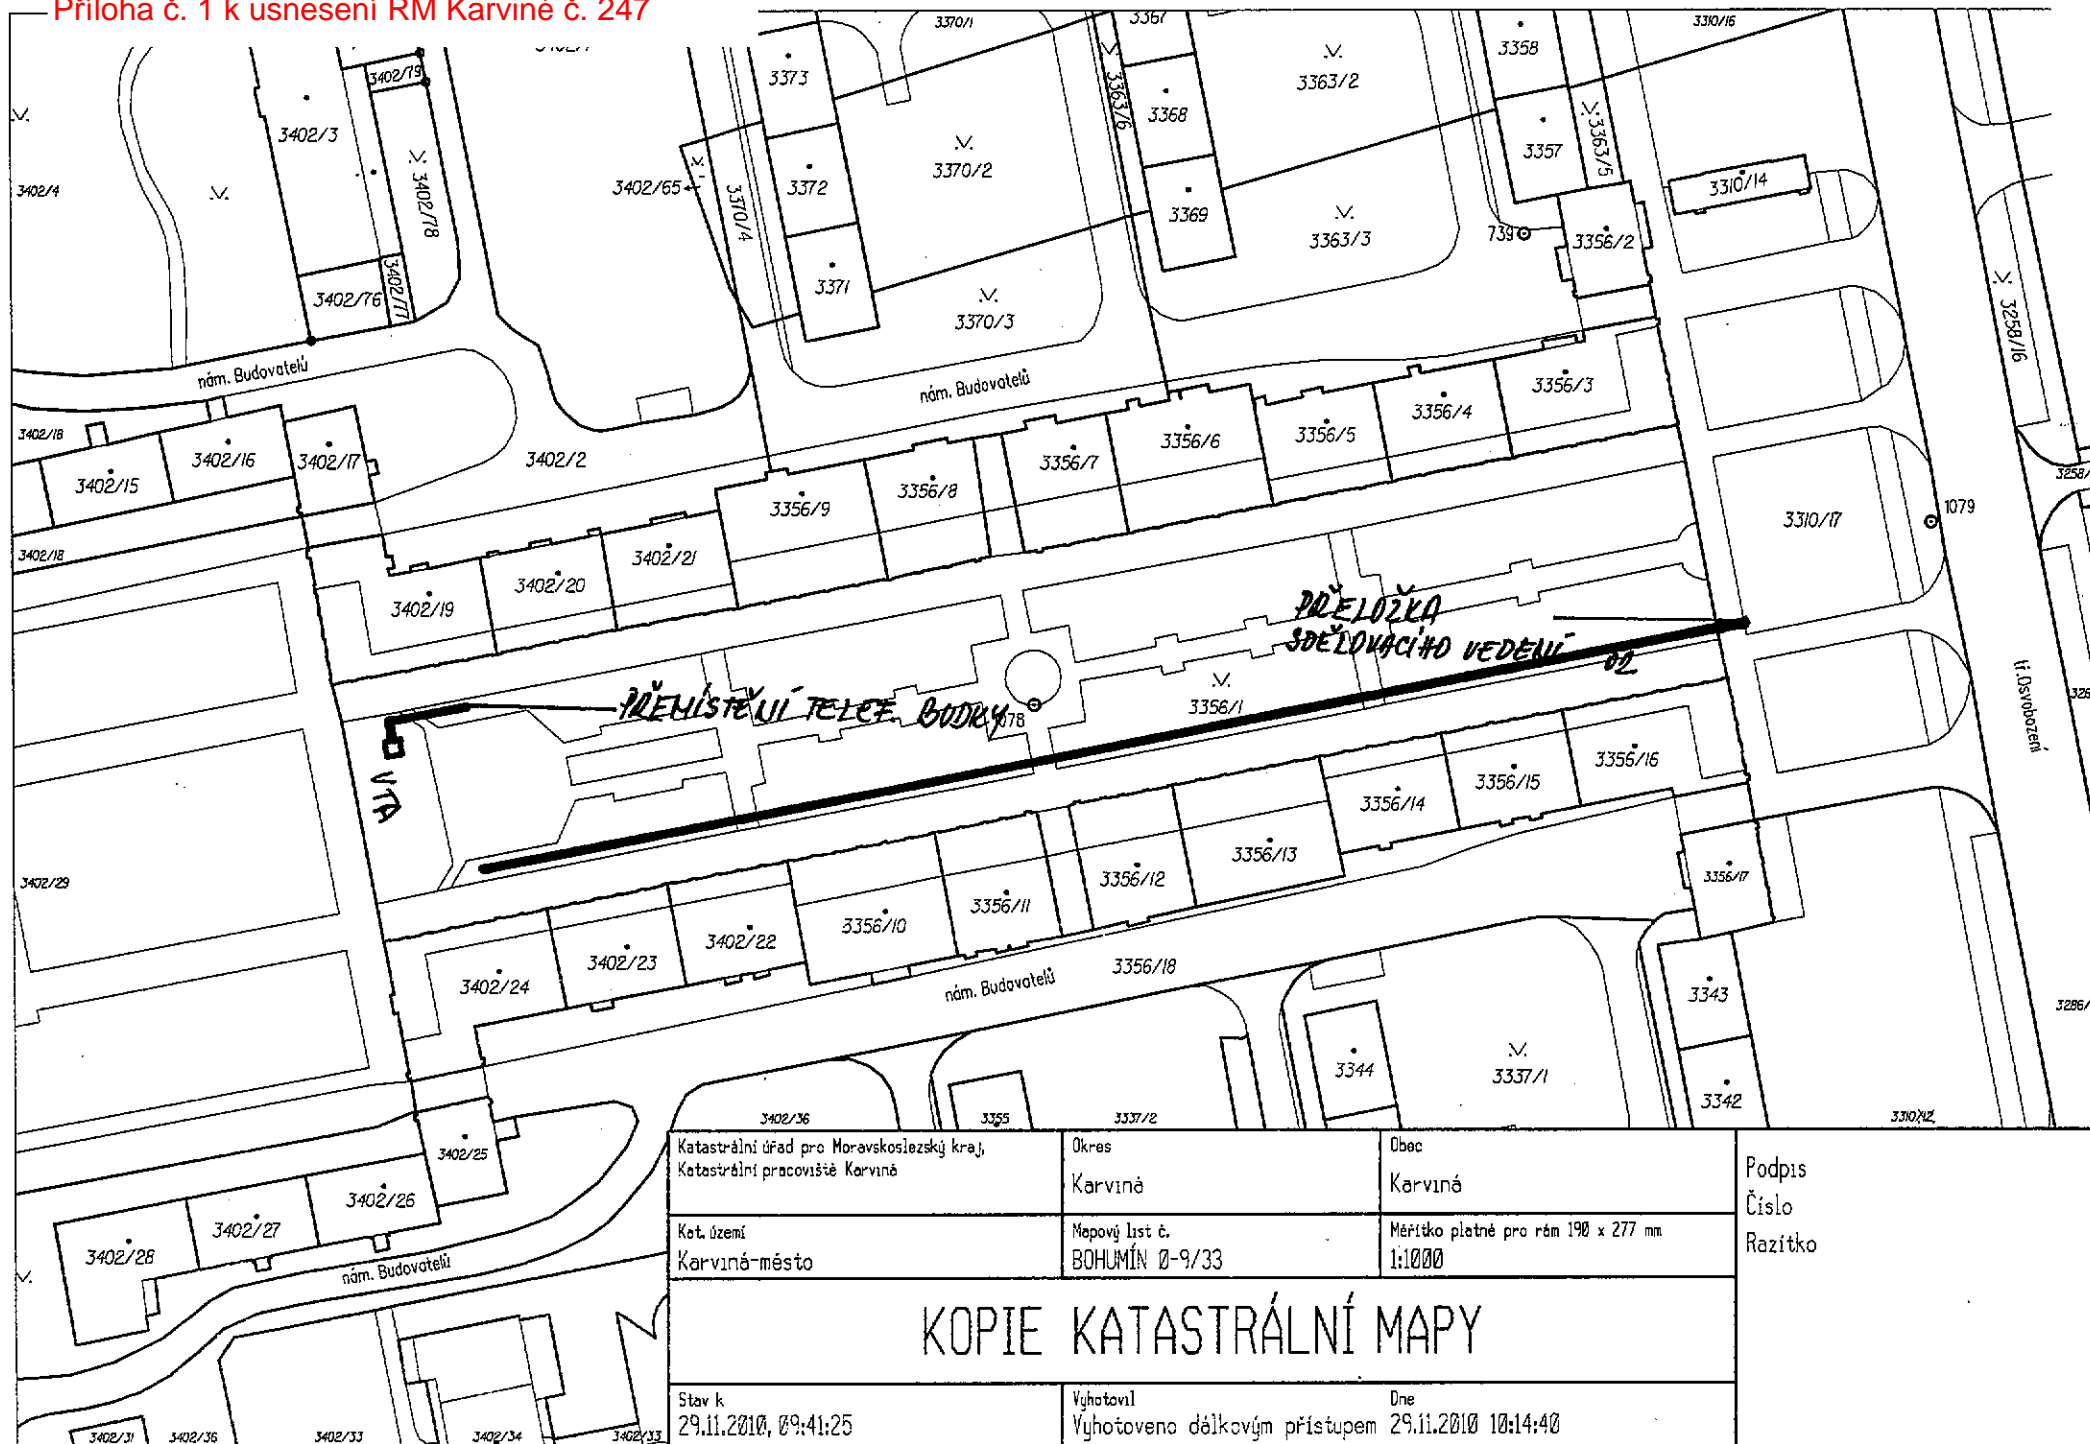 Příloha č. 1 k usnesení RM Karviné č. 247
3370/1
3367
3310/16
3402/79
3373
3363/2
3358
3402/3
3363/6
3368
3357
3363/5
3402/4
3402/78
3402/65
3370/4
3372
3370/2
3369
3363/3
739
3356/2
3310/14
3402/76
3402/77
3371
3370/3
3258/16
nám. Budovatelů
nám. Budovatelů
3402/18
3402/15
3402/16
3402/17
3402/2
3356/9
3356/8
3356/7
3356/6
3356/5
3356/4
3356/3
3258/
3310/17
1079
3402/18
3402/19
3402/20
3402/21
PŘELOŽKA
SDĚLOVACÍHO VEDENÍ O2
PŘEMÍSTĚNÍ TELEF. BUDKY
1078
3356/1
VTA
tř.Osvobození
3402/29
3402/24
3402/23
3402/22
3356/10
3356/11
3356/12
3356/13
3356/14
3356/15
3356/16
3356/17
nám. Budovatelů
3356/18
3343
3286/
3344
3337/1
3342
3402/36
3355
3337/2
3310/42
3402/25
3402/26
3402/27
3402/28
nám. Budovatelů
3402/31
3402/36
3402/33
3402/34
3402/33
Katastrální úřad pro Moravskoslezský kraj,
Katastrální pracoviště Karviná
Okres
Karviná
Obec
Karviná
Podpis
Číslo
Razítko
Kat. území
Karviná-město
Mapový list č.
BOHUMÍN 0-9/33
Měřítko platné pro rám 190 x 277 mm
1:1000
KOPIE KATASTRÁLNÍ MAPY
Stav k
29.11.2010, 09:41:25
Vyhotovil
Vyhotoveno dálkovým přístupem
Dne
29.11.2010 10:14:40